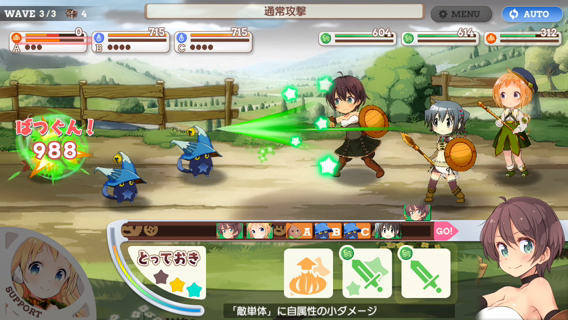 WAVE 3/3 4
通常攻撃
MENU
AUTO
A 0
B 715
C 715
604
614
312
ばつぐん!
988
A B C GO!
とっておき
SUPPORT
「敵単体」に自属性の小ダメージ